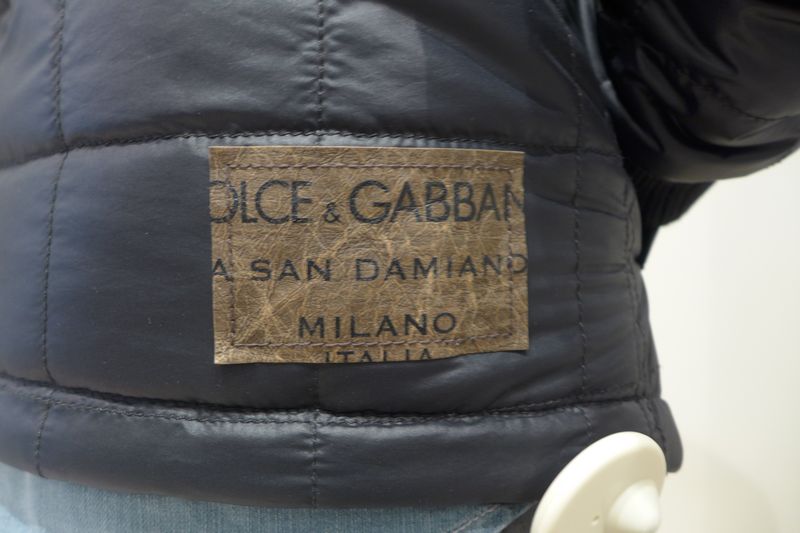 OLCE & GABBAN
A SAN DAMIANO
MILANO
ITALIA